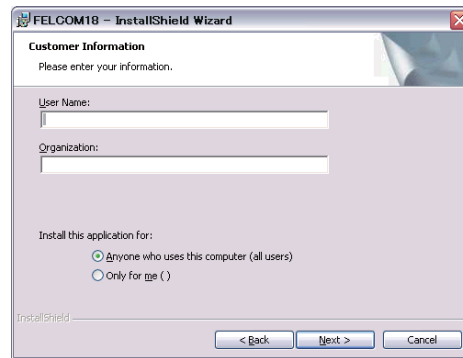 FELCOM18 - InstallShield Wizard
Customer Information
Please enter your information.
User Name:
Organization:
Install this application for:
Anyone who uses this computer (all users)
Only for me ( )
InstallShield
< Back
Next >
Cancel